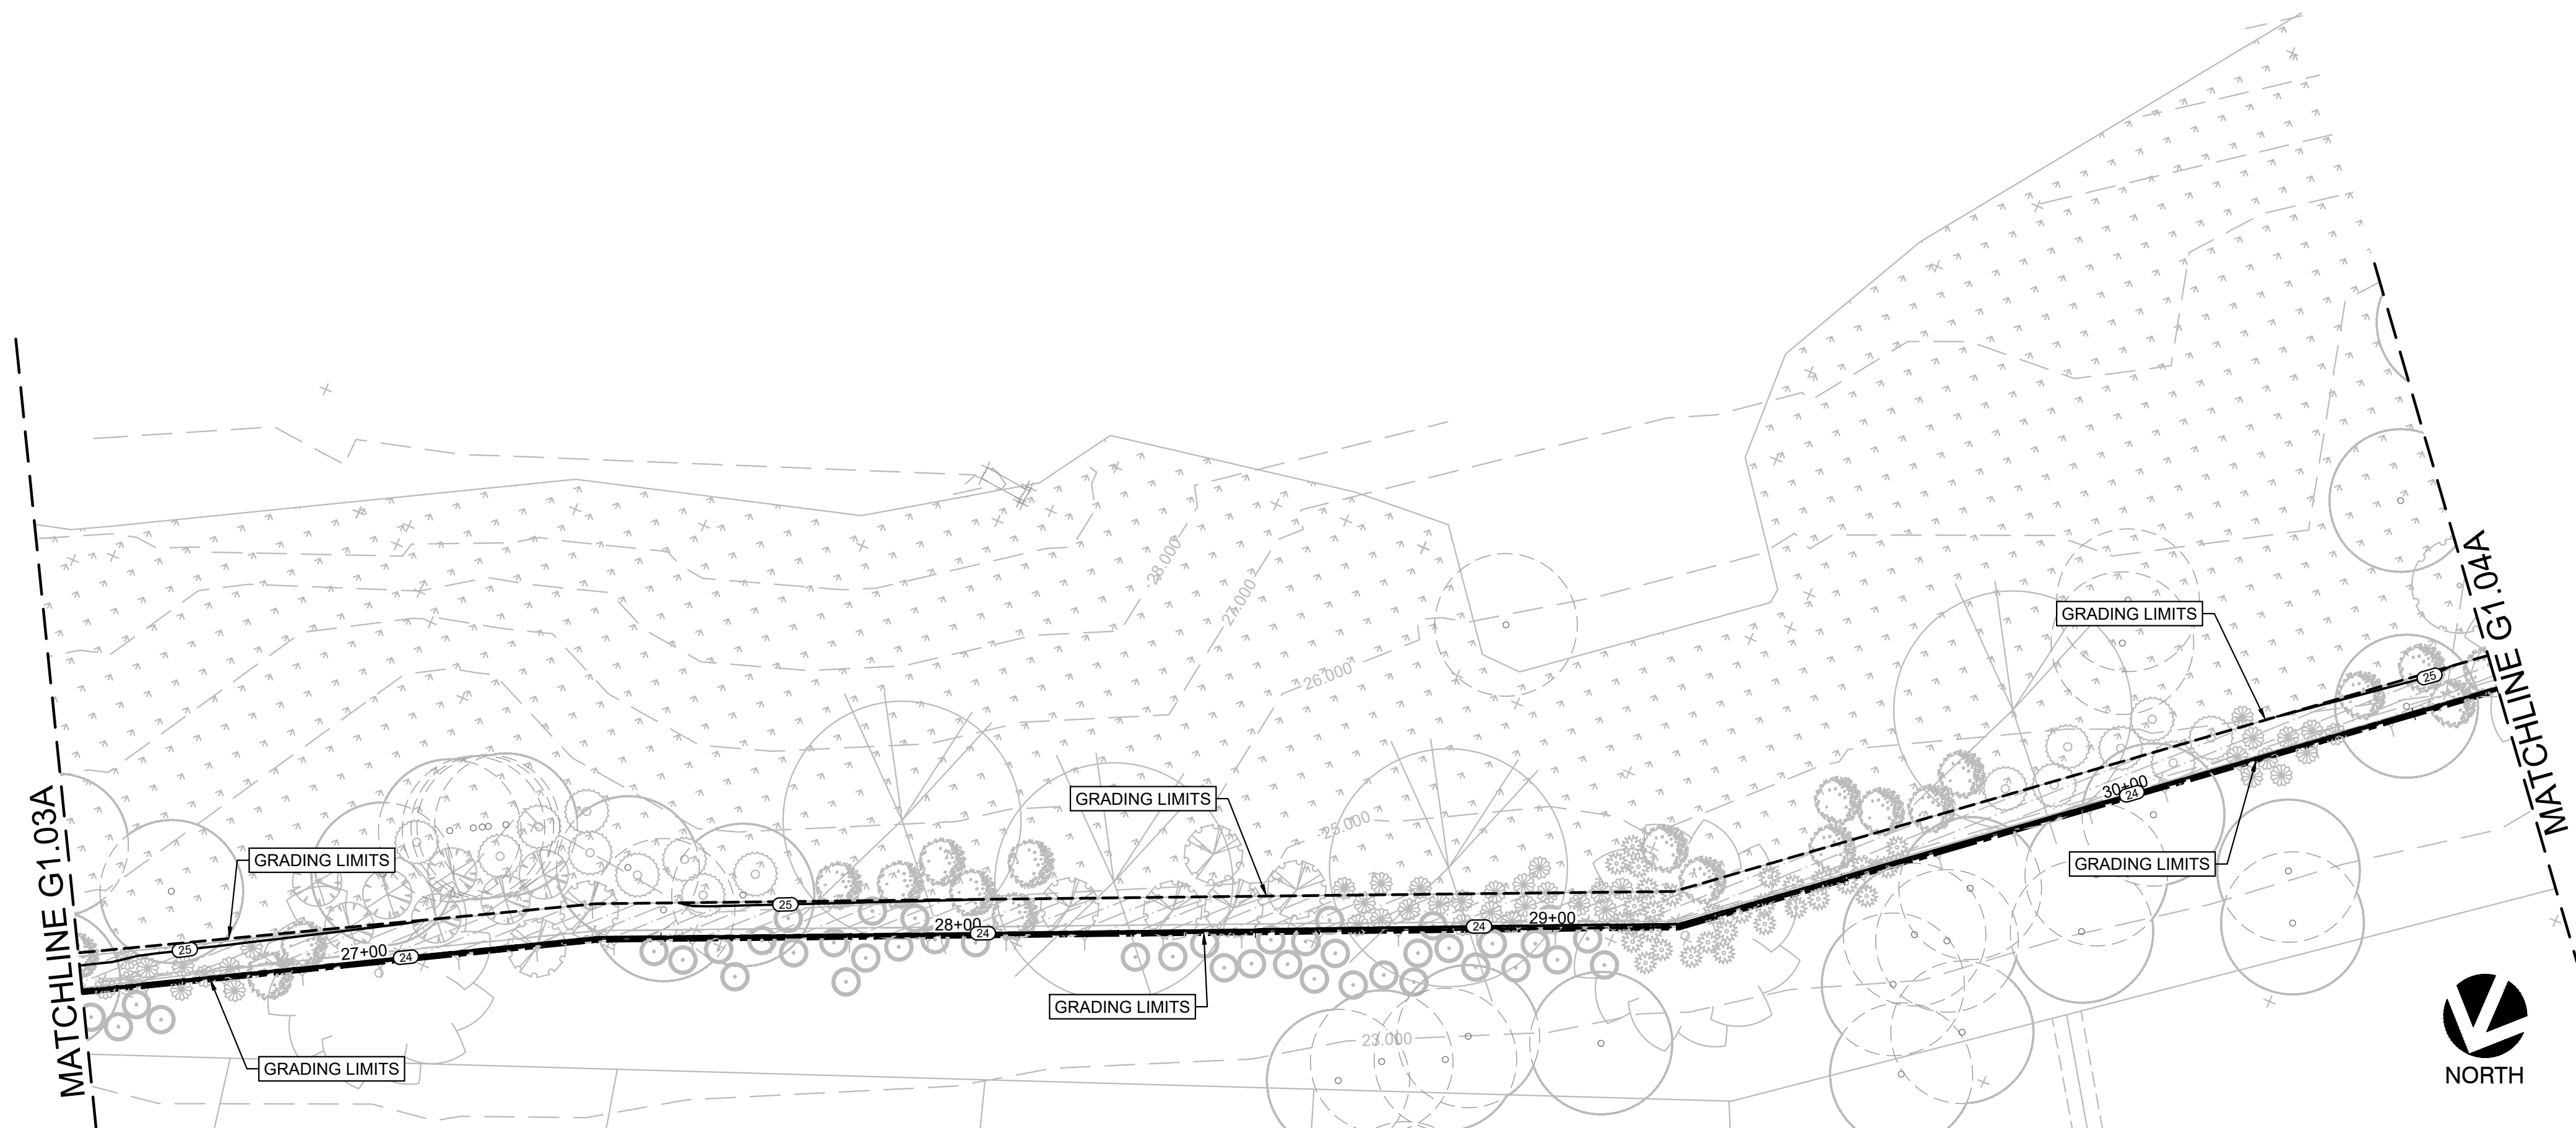 28.000
27.000
MATCHLINE G1.04A
GRADING LIMITS
26.000
25
30+00
24
GRADING LIMITS
25.000
MATCHLINE G1.03A
GRADING LIMITS
GRADING LIMITS
25
25
28+00
24
24
29+00
27+00
24
GRADING LIMITS
GRADING LIMITS
23.000
NORTH